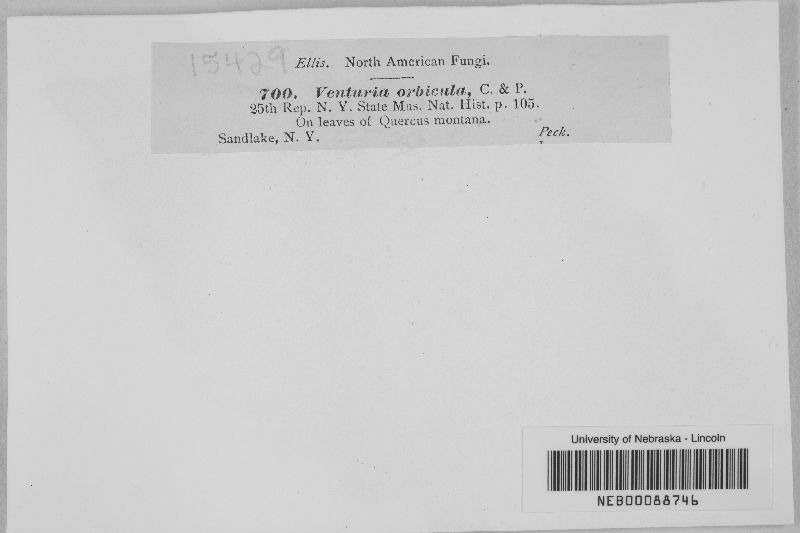 15429
Ellis. North American Fungi.
700. Venturia orbicula, C. & P.
25th Rep. N. Y. State Mus. Nat. Hist. p. 105.
On leaves of Quercus montana.
Sandlake, N. Y. Peck.
University of Nebraska - Lincoln
NEB00088746